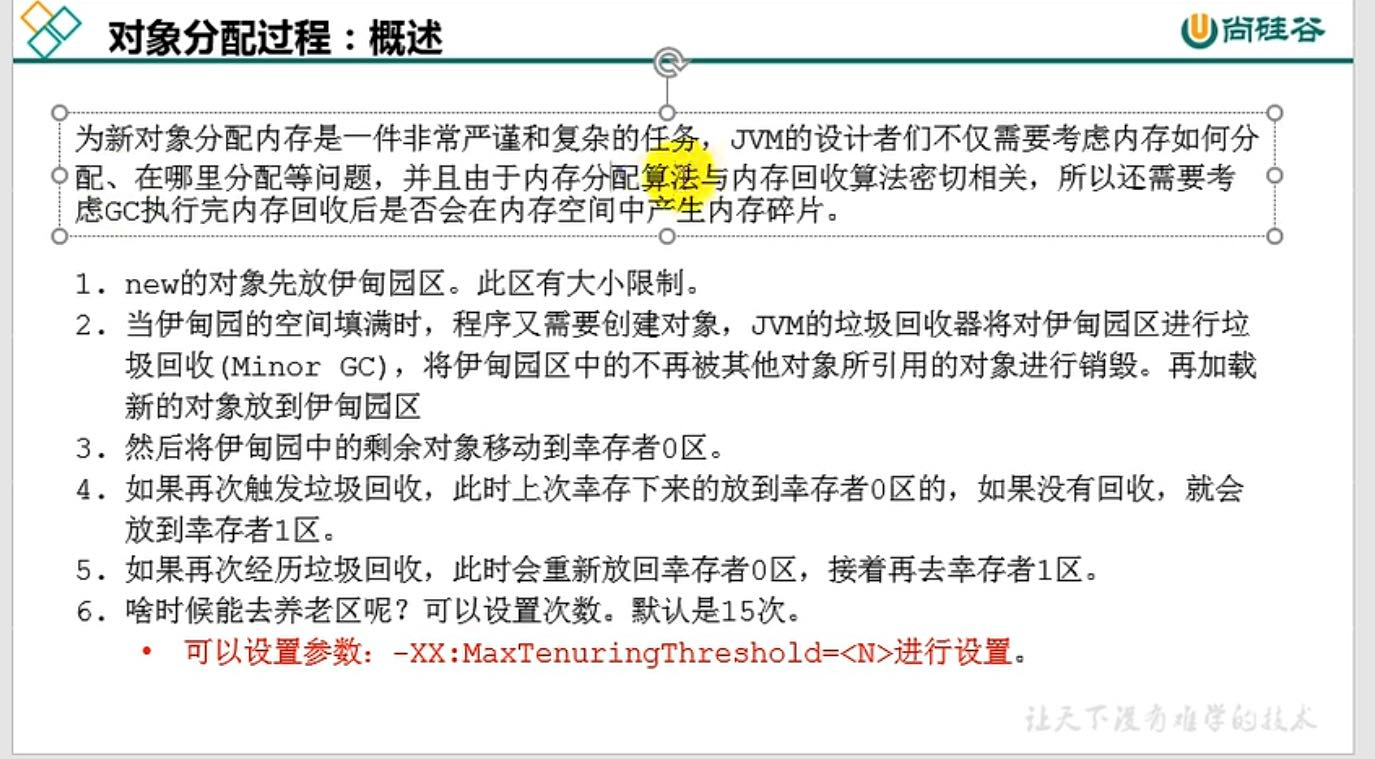 对象分配过程：概述
尚硅谷
为新对象分配内存是一件非常严谨和复杂的任务，JVM的设计者们不仅需要考虑内存如何分
配、在哪里分配等问题，并且由于内存分配算法与内存回收算法密切相关，所以还需要考
虑GC执行完内存回收后是否会在内存空间中产生内存碎片。
1. new的对象先放伊甸园区。此区有大小限制。
2. 当伊甸园的空间填满时，程序又需要创建对象，JVM的垃圾回收器将对伊甸园区进行垃
圾回收(Minor GC)，将伊甸园区中的不再被其他对象所引用的对象进行销毁。再加载
新的对象放到伊甸园区
3. 然后将伊甸园中的剩余对象移动到幸存者0区。
4. 如果再次触发垃圾回收，此时上次幸存下来的放到幸存者0区的，如果没有回收，就会
放到幸存者1区。
5. 如果再次经历垃圾回收，此时会重新放回幸存者0区，接着再去幸存者1区。
6. 啥时候能去养老区呢？可以设置次数。默认是15次。
• 可以设置参数：-XX:MaxTenuringThreshold=<N>进行设置。
让天下没有难学的技术